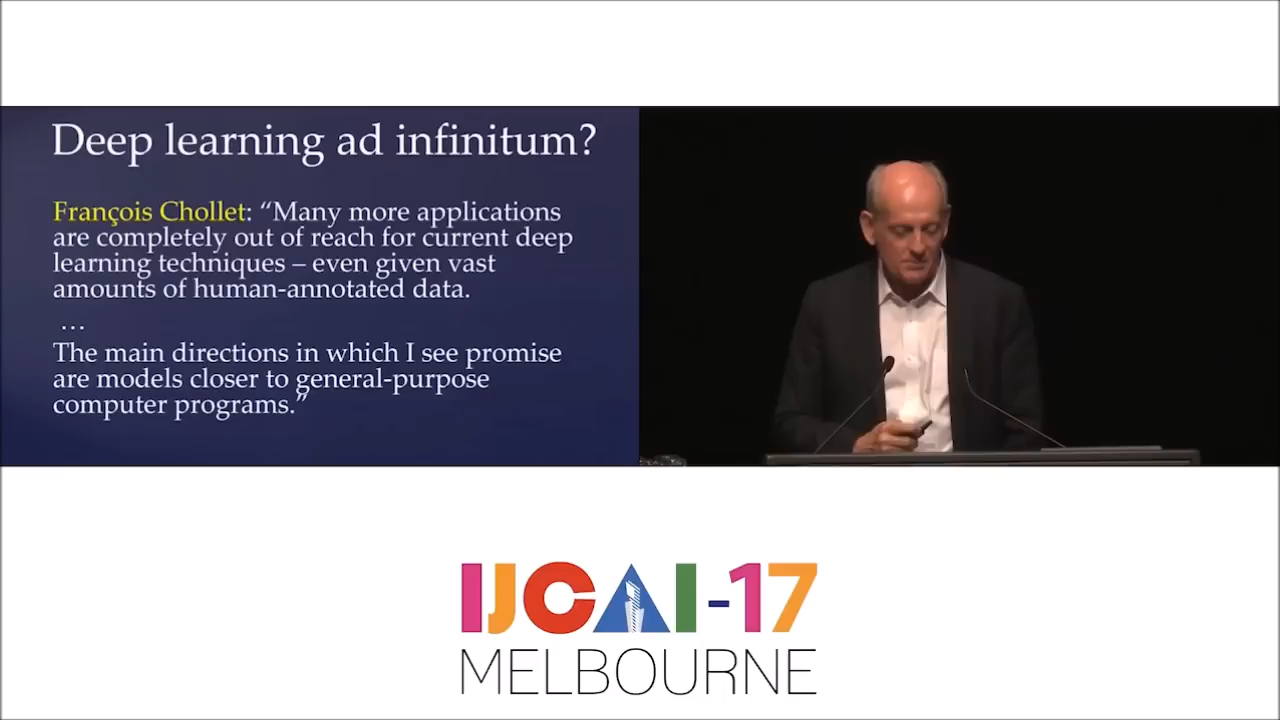 Deep learning ad infinitum?
François Chollet: “Many more applications
are completely out of reach for current deep
learning techniques – even given vast
amounts of human-annotated data.
…
The main directions in which I see promise
are models closer to general-purpose
computer programs.”
IJCAI-17
MELBOURNE